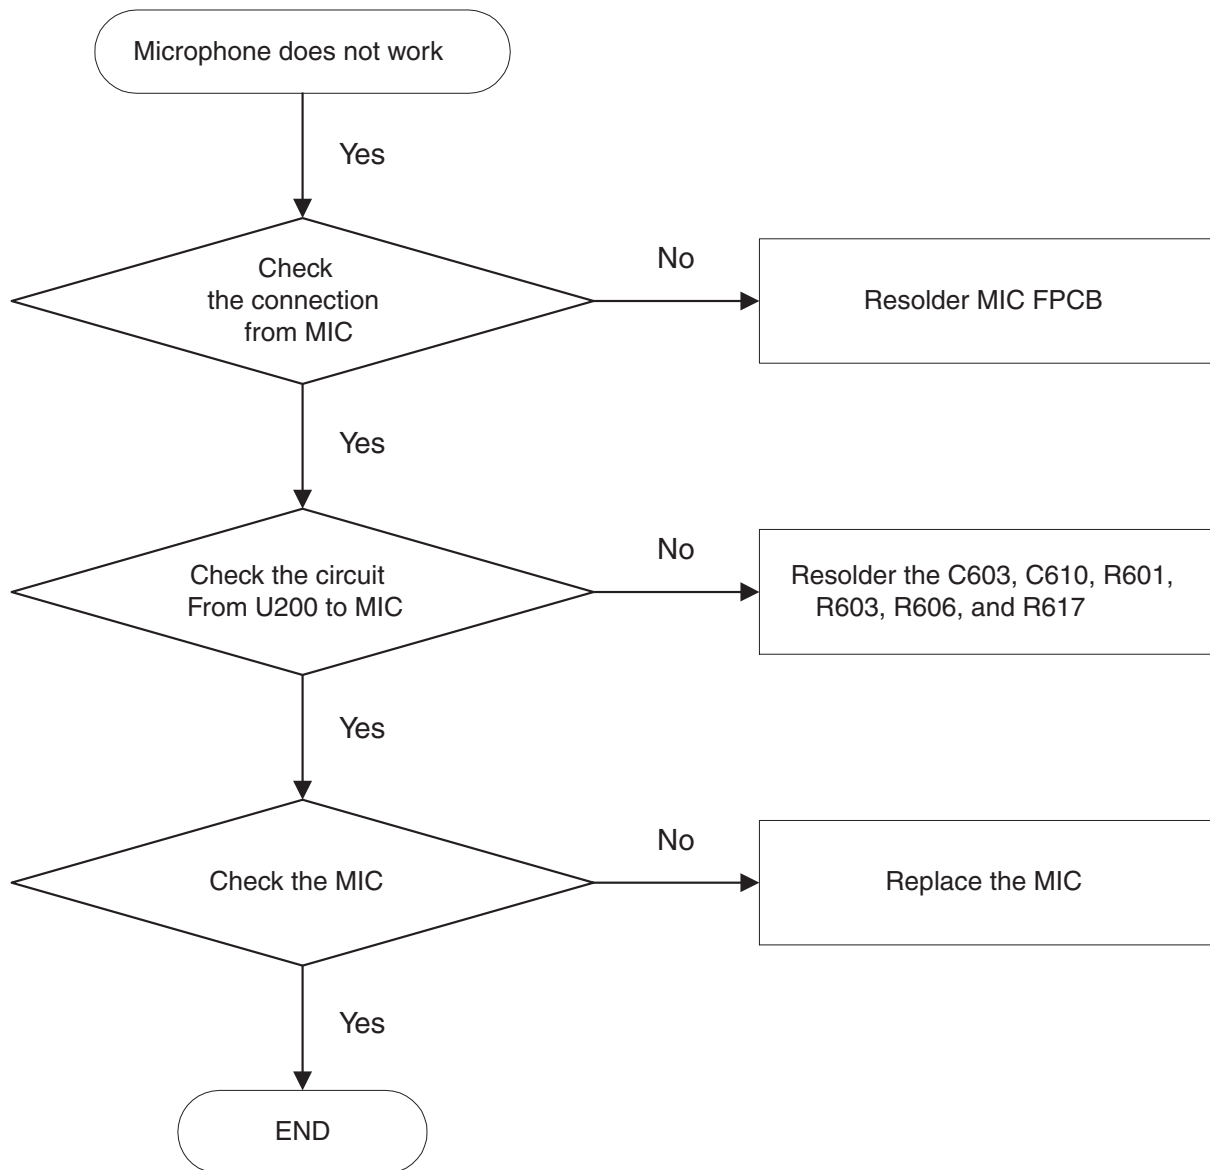 Microphone does not work
Yes
Check
the connection
from MIC
No
Resolder MIC FPCB
Yes
Check the circuit
From U200 to MIC
No
Resolder the C603, C610, R601,
R603, R606, and R617
Yes
Check the MIC
No
Replace the MIC
Yes
END